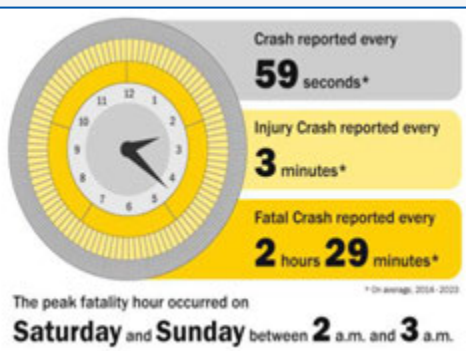 Crash reported every
59 seconds*
Injury Crash reported every
3 minutes*
Fatal Crash reported every
2 hours 29 minutes*
* On average, 2014-2023
12
1
2
3
4
5
6
7
8
9
10
11
The peak fatality hour occurred on
Saturday and Sunday between 2 a.m. and 3 a.m.